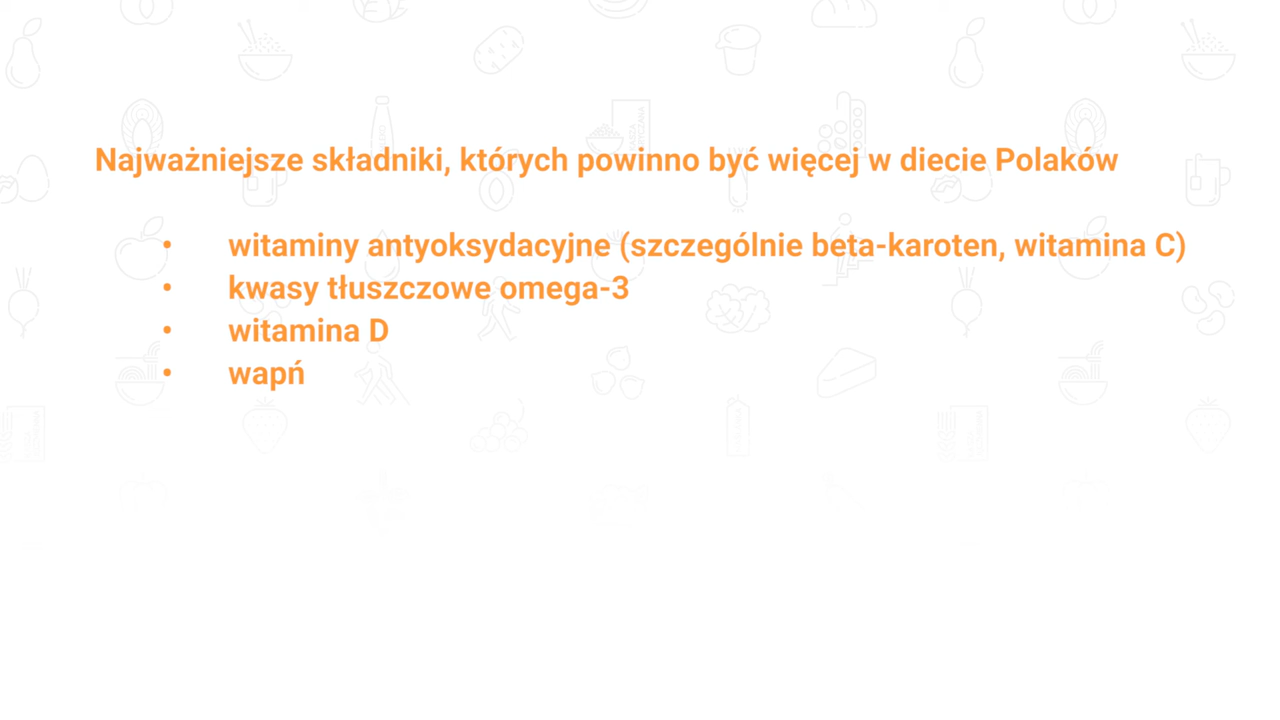 Najważniejsze składniki, których powinno być więcej w diecie Polaków
• witaminy antyoksydacyjne (szczególnie beta-karoten, witamina C)
• kwasy tłuszczowe omega-3
• witamina D
• wapń